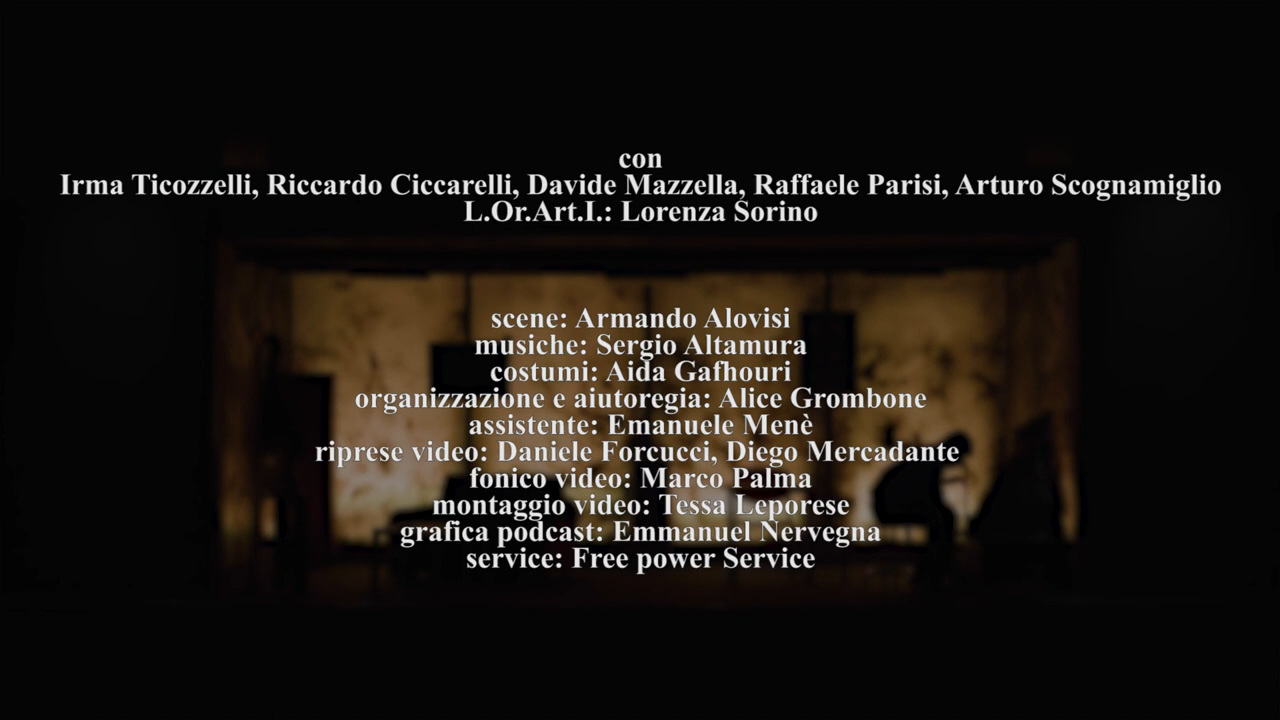 con
Irma Ticozzelli, Riccardo Ciccarelli, Davide Mazzella, Raffaele Parisi, Arturo Scognamiglio
L.Or.Art.I.: Lorenza Sorino
scene: Armando Alovisi
musiche: Sergio Altamura
costumi: Aida Gafhouri
organizzazione e aiutoregia: Alice Grombone
assistente: Emanuele Menè
riprese video: Daniele Forcucci, Diego Mercadante
fonico video: Marco Palma
montaggio video: Tessa Leporese
grafica podcast: Emmanuel Nervegna
service: Free power Service